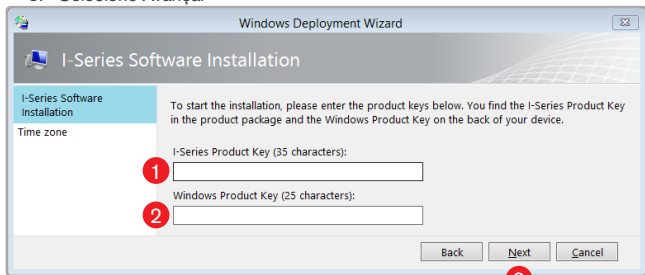 Windows Deployment Wizard
I-Series Software Installation
I-Series Software
Installation
Time zone
To start the installation, please enter the product keys below. You find the I-Series Product Key
in the product package and the Windows Product Key on the back of your device.
I-Series Product Key (35 characters):
1
Windows Product Key (25 characters):
2
Back Next Cancel